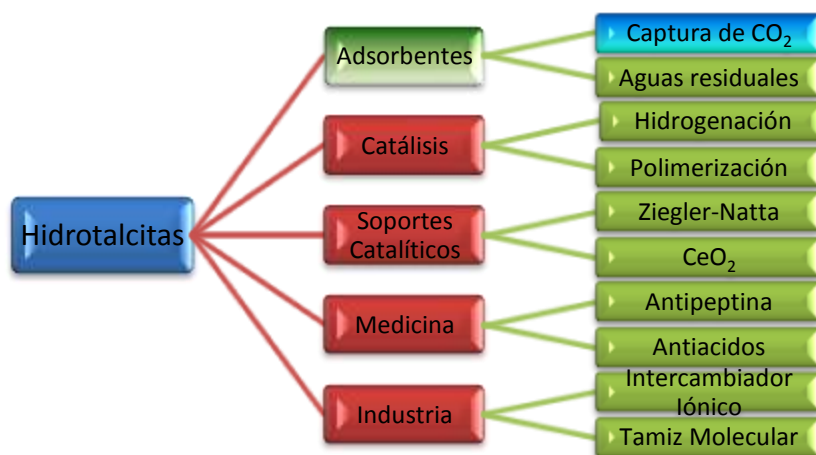 Hidrotalcitas
Adsorbentes
Captura de CO₂
Aguas residuales
Catálisis
Hidrogenación
Polimerización
Soportes
Catalíticos
Ziegler-Natta
CeO₂
Medicina
Antipeptina
Antiacidos
Industria
Intercambiador
Iónico
Tamiz Molecular